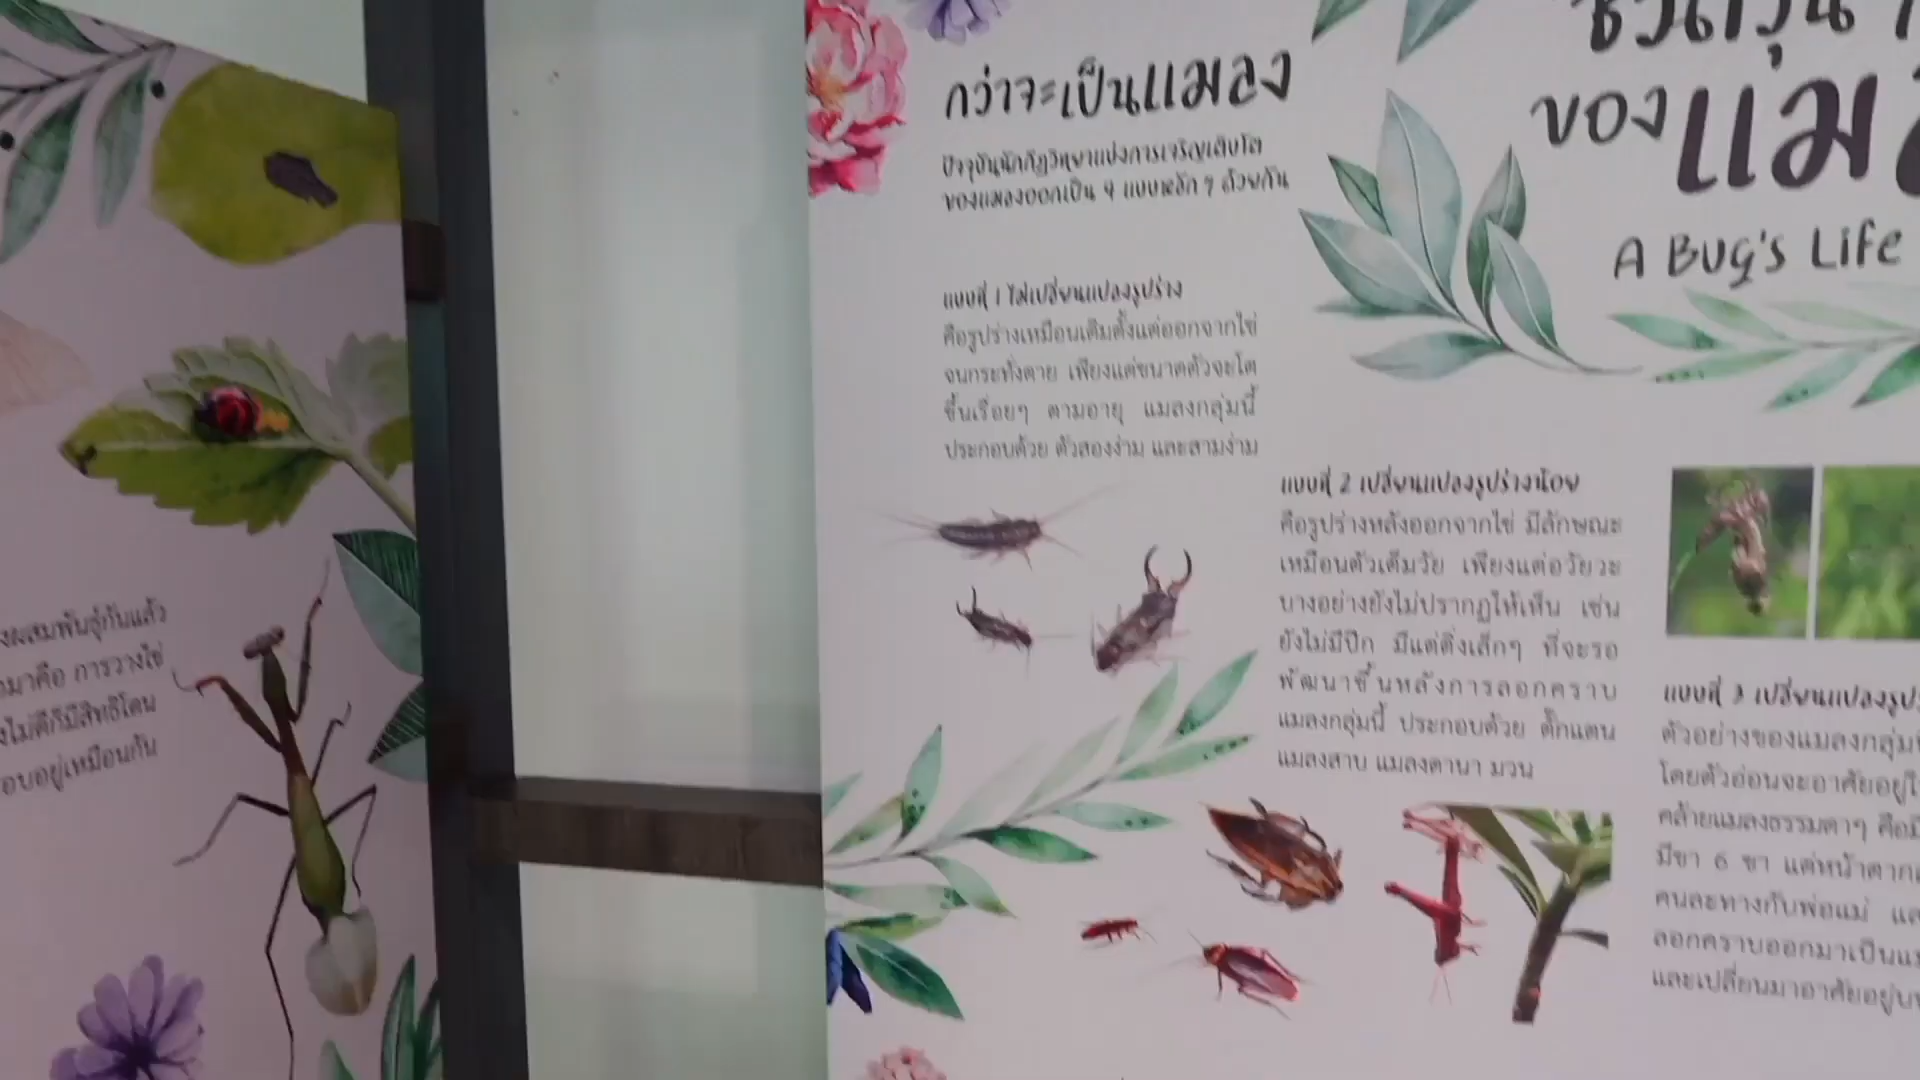 งผสมพันธุ์กันแล้ว
มาคือ การวางไข่
งไม่ดีก็มีสิทธิโดน
อบอยู่เหมือนกัน
กว่าจะเป็นแมลง
ปัจจุบันนักกีฏวิทยาแบ่งการเจริญเติบโต
ของแมลงออกเป็น ๔ แบบหลัก ๆ ด้วยกัน
แบบที่ 1 ไม่เปลี่ยนแปลงรูปร่าง
คือรูปร่างเหมือนเดิมตั้งแต่ออกจากไข่
จนกระทั่งตาย เพียงแต่ขนาดตัวจะโต
ขึ้นเรื่อยๆ ตามอายุ แมลงกลุ่มนี้
ประกอบด้วย ตัวสองง่าม และสามง่าม
ของแมล
A Bug's Life
แบบที่ 2 เปลี่ยนแปลงรูปร่างน้อย
คือรูปร่างหลังออกจากไข่ มีลักษณะ
เหมือนตัวเต็มวัย เพียงแต่อวัยวะ
บางอย่างยังไม่ปรากฏให้เห็น เช่น
ยังไม่มีปีก มีแต่ติ่งเล็กๆ ที่จะรอ
พัฒนาขึ้นหลังการลอกคราบ
แมลงกลุ่มนี้ ประกอบด้วย ตั๊กแตน
แมลงสาบ แมลงดานา มวน
แบบที่ 3 เปลี่ยนแปลงรูป
ตัวอย่างของแมลงกลุ่ม
โดยตัวอ่อนจะอาศัยอยู่
คล้ายแมลงธรรมดาๆ คือ
มีขา 6 ขา แต่หน้าตา
คนละทางกับพ่อแม่
ลอกคราบออกมาเป็น
และเปลี่ยนมาอาศัยอยู่